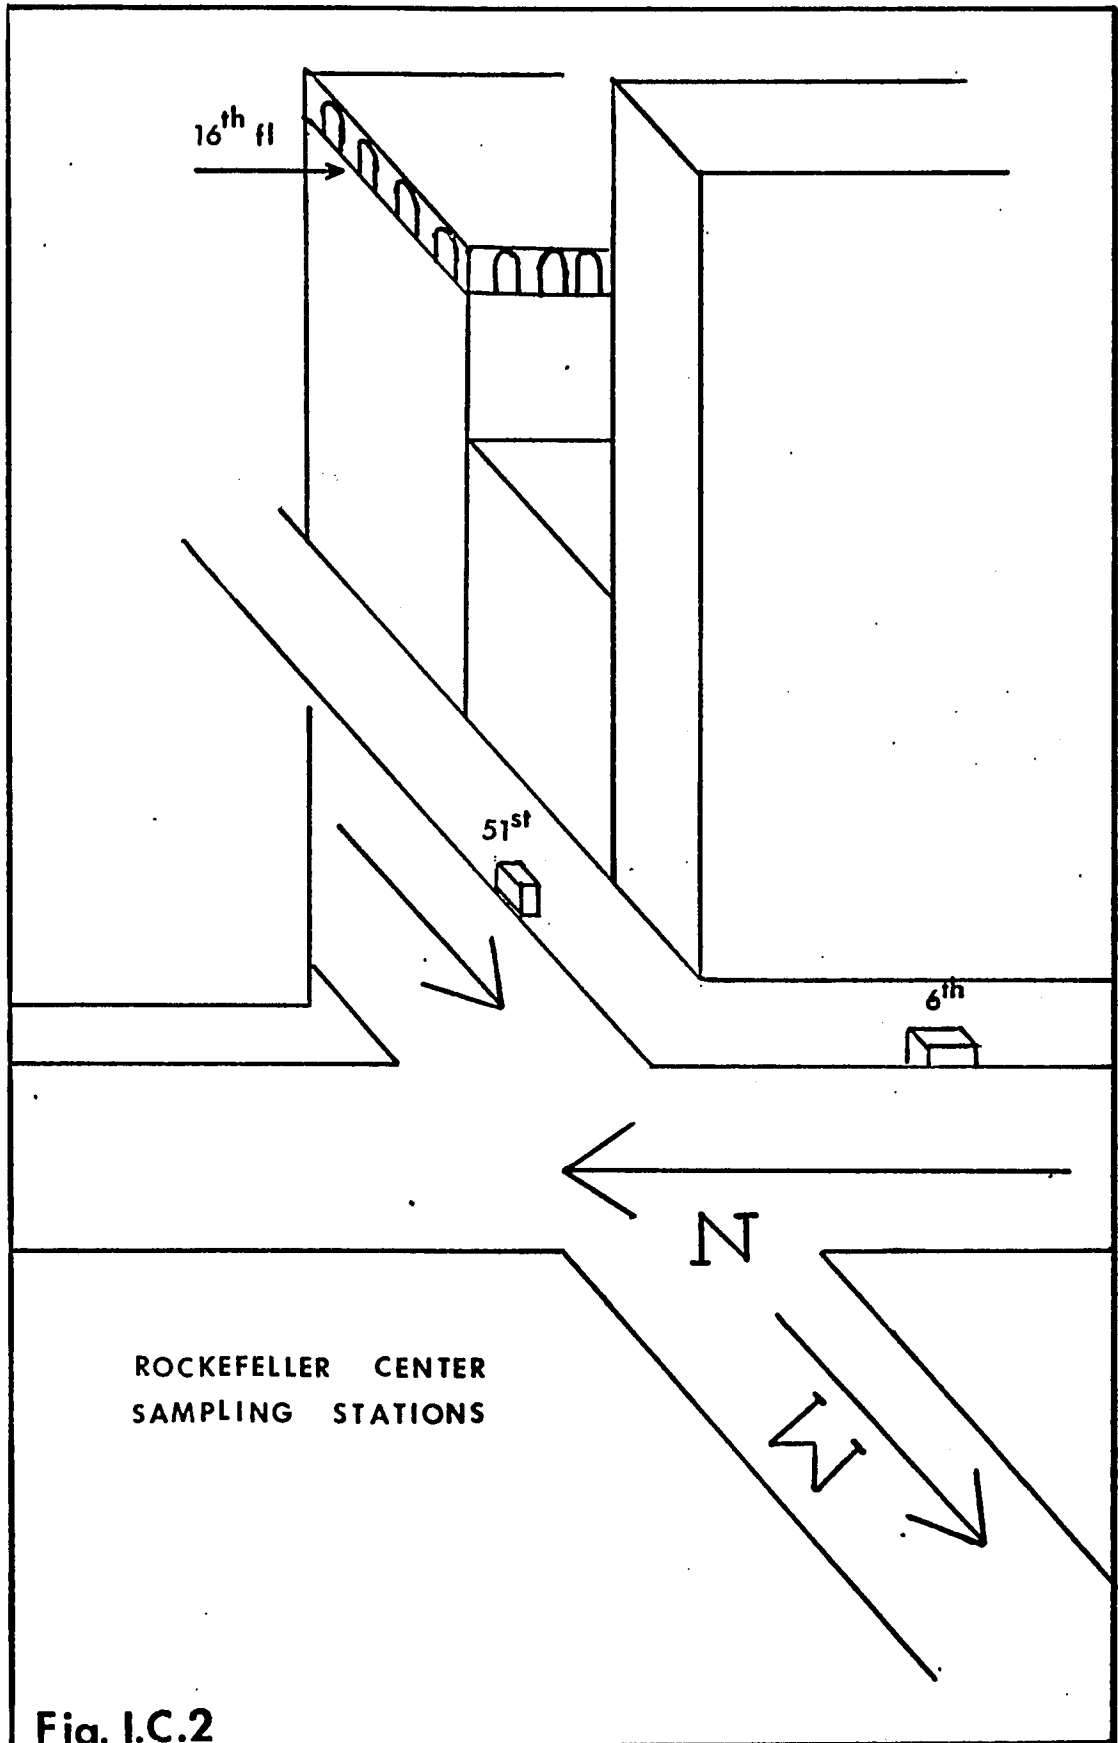 16th fl
51st
6th
N
W
ROCKEFELLER CENTER
SAMPLING STATIONS
Fig. I.C.2